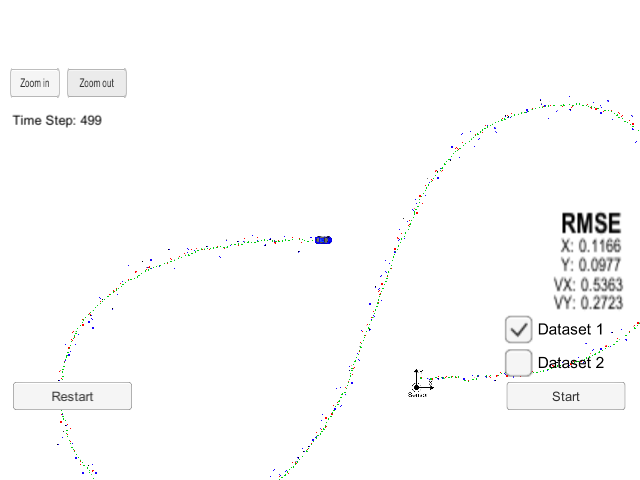 Zoom in
Zoom out
Time Step: 499
RMSE
X: 0.1166
Y: 0.0977
VX: 0.5363
VY: 0.2723
Dataset 1
Dataset 2
Sensor
Restart
Start